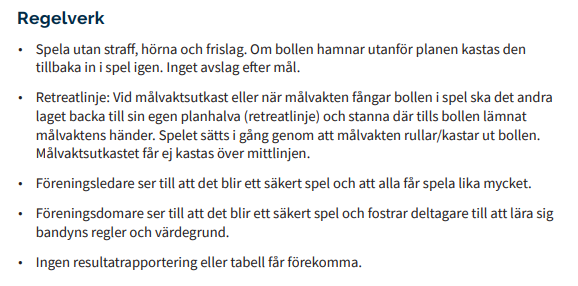 Regelverk
• Spela utan straff, hörna och frislag. Om bollen hamnar utanför planen kastas den
tillbaka in i spel igen. Inget avslag efter mål.
• Retreatlinje: Vid målvaktsutkast eller när målvakten fångar bollen i spel ska det andra
laget backa till sin egen planhalva (retreatlinje) och stanna där tills bollen lämnat
målvaktens händer. Spelet sätts i gång genom att målvakten rullar/kastar ut bollen.
Målvaktsutkastet får ej kastas över mittlinjen.
• Föreningsledare ser till att det blir ett säkert spel och att alla får spela lika mycket.
• Föreningsdomare ser till att det blir ett säkert spel och fostrar deltagare till att lära sig
bandyns regler och värdegrund.
• Ingen resultatrapportering eller tabell får förekomma.